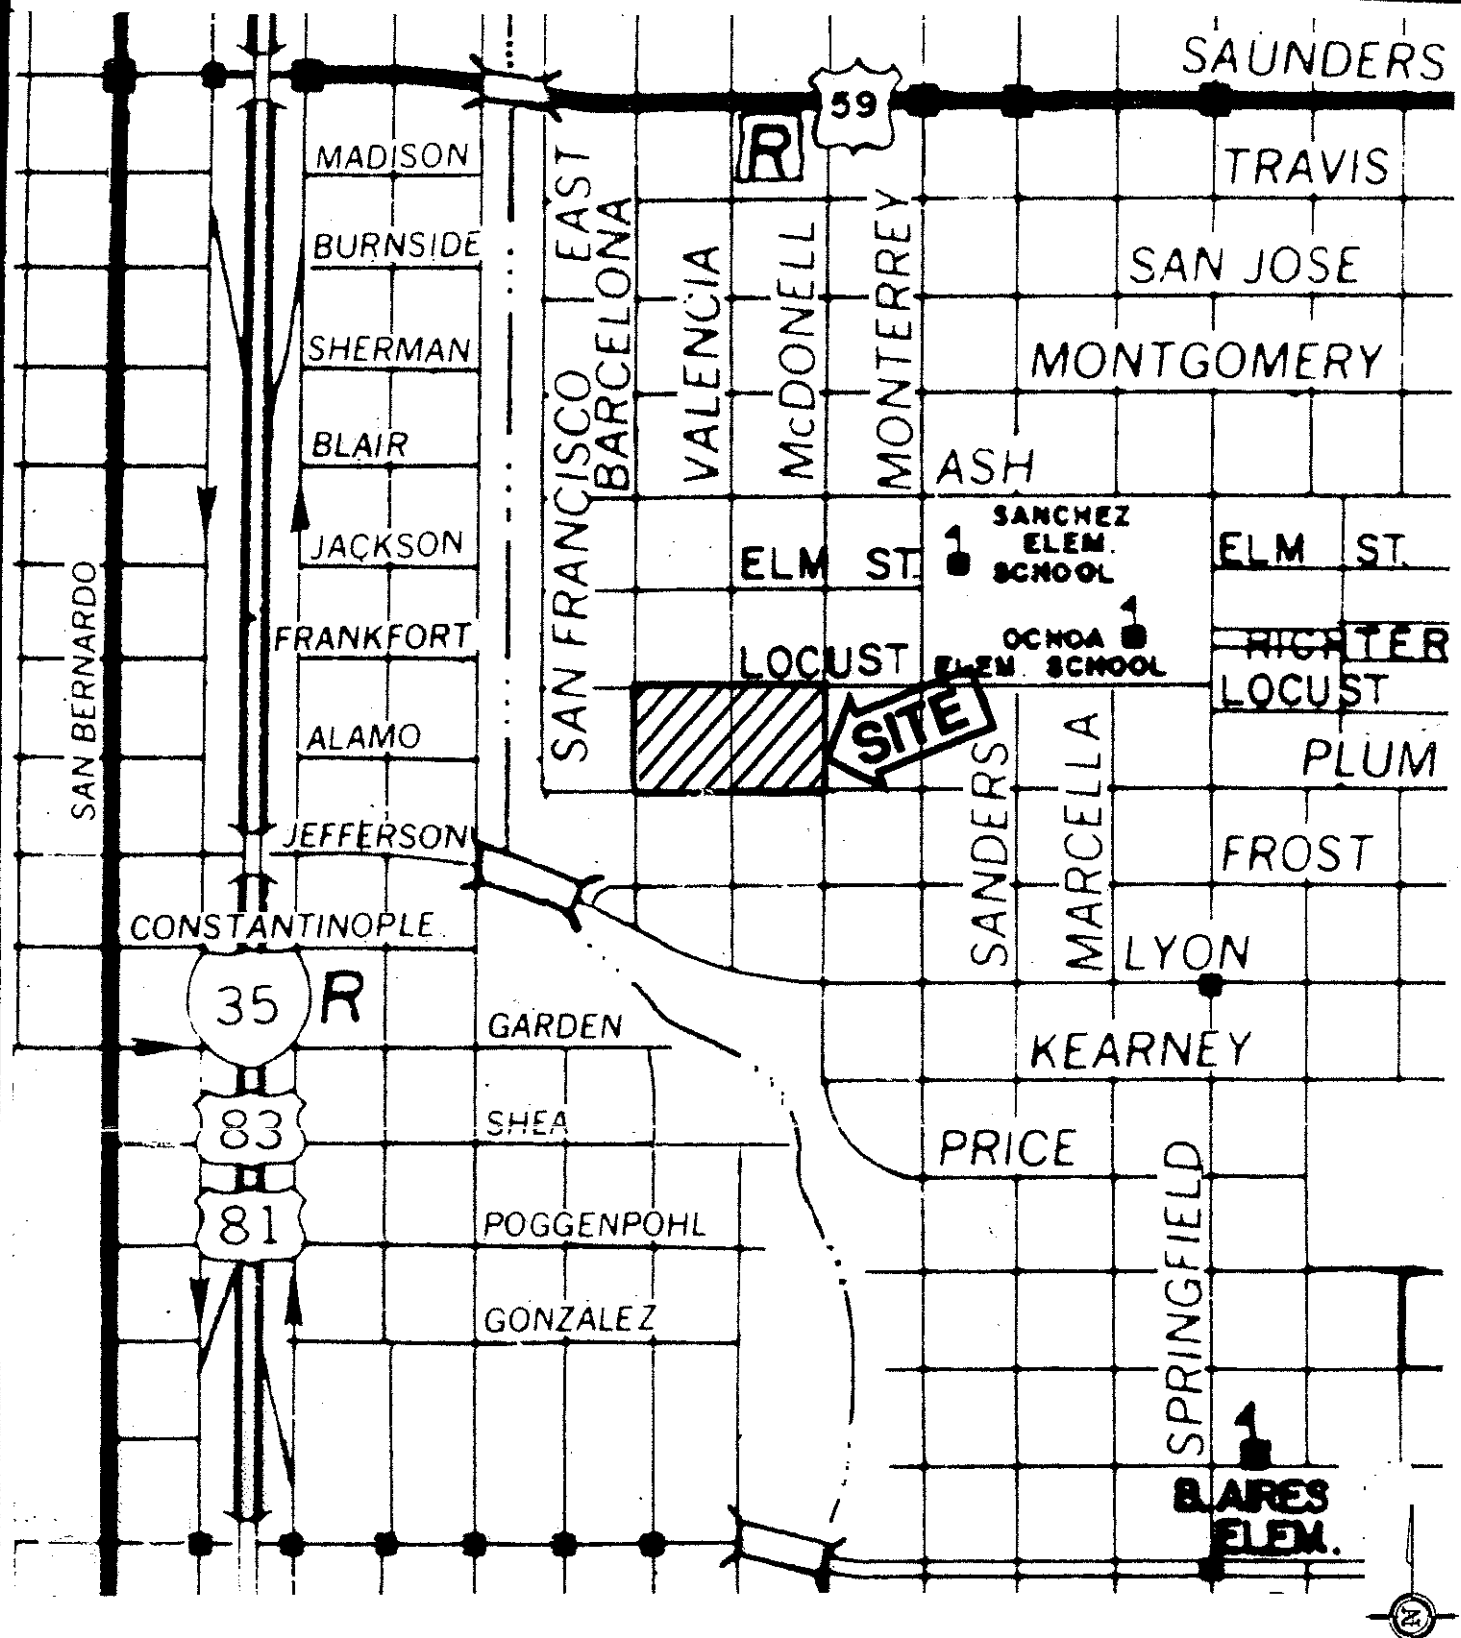 SAUNDERS
59
R
MADISON
TRAVIS
BURNSIDE
SAN JOSE
SHERMAN
MONTGOMERY
BLAIR
ASH
JACKSON
SAN FRANCISCO EAST
BARCELONA
VALENCIA
McDONELL
MONTERREY
SANCHEZ
ELEM.
SCHOOL
ELM ST.
ELM ST.
FRANKFORT
OCHOA
ELEM. SCHOOL
LOCUST
RICHTER
LOCUST
SITE
SAN BERNARDO
ALAMO
PLUM
JEFFERSON
SANDERS
MARCELLA
FROST
CONSTANTINOPLE
LYON
35
R
GARDEN
KEARNEY
83
SHEA
PRICE
81
POGGENPOHL
SPRINGFIELD
GONZALEZ
B. AIRES
ELEM.
N